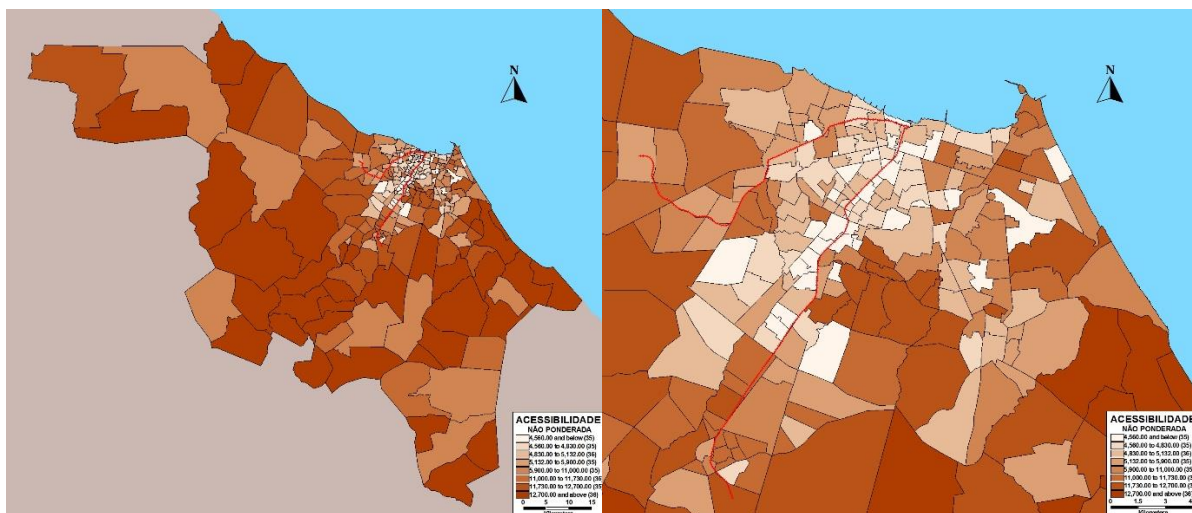 N
ACESSIBILIDADE
NÃO PONDERADA
4,560.00 and below (35)
4,560.00 to 4,830.00 (35)
4,830.00 to 5,132.00 (36)
5,132.00 to 5,900.00 (35)
5,900.00 to 11,000.00 (35)
11,000.00 to 11,730.00 (36)
11,730.00 to 12,700.00 (35)
12,700.00 and above (36)
0 5 10 15
Kilometers
N
ACESSIBILIDADE
NÃO PONDERADA
4,560.00 and below (35)
4,560.00 to 4,830.00 (35)
4,830.00 to 5,132.00 (36)
5,132.00 to 5,900.00 (35)
5,900.00 to 11,000.00 (35)
11,000.00 to 11,730.00 (36)
11,730.00 to 12,700.00 (35)
12,700.00 and above (36)
0 1.5 3
Kilometers